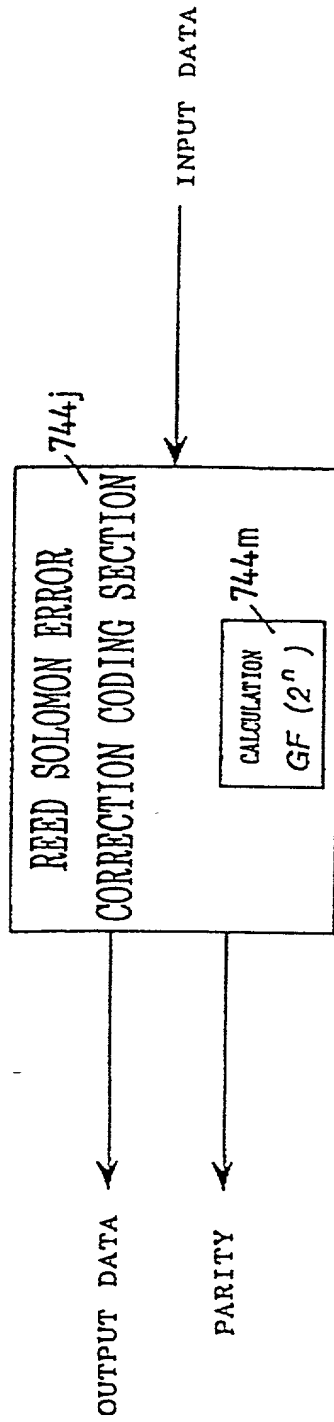 INPUT DATA
744j
REED SOLOMON ERROR
CORRECTION CODING SECTION
744m
CALCULATION
GF (2ⁿ)
OUTPUT DATA
PARITY